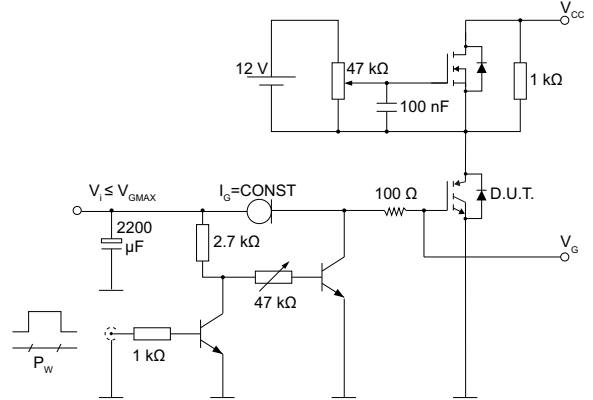 V_CC
12 V
47 kΩ
100 nF
1 kΩ
V_i ≤ V_GMAX
I_G=CONST
100 Ω
D.U.T.
2200
μF
2.7 kΩ
47 kΩ
V_G
1 kΩ
P_W